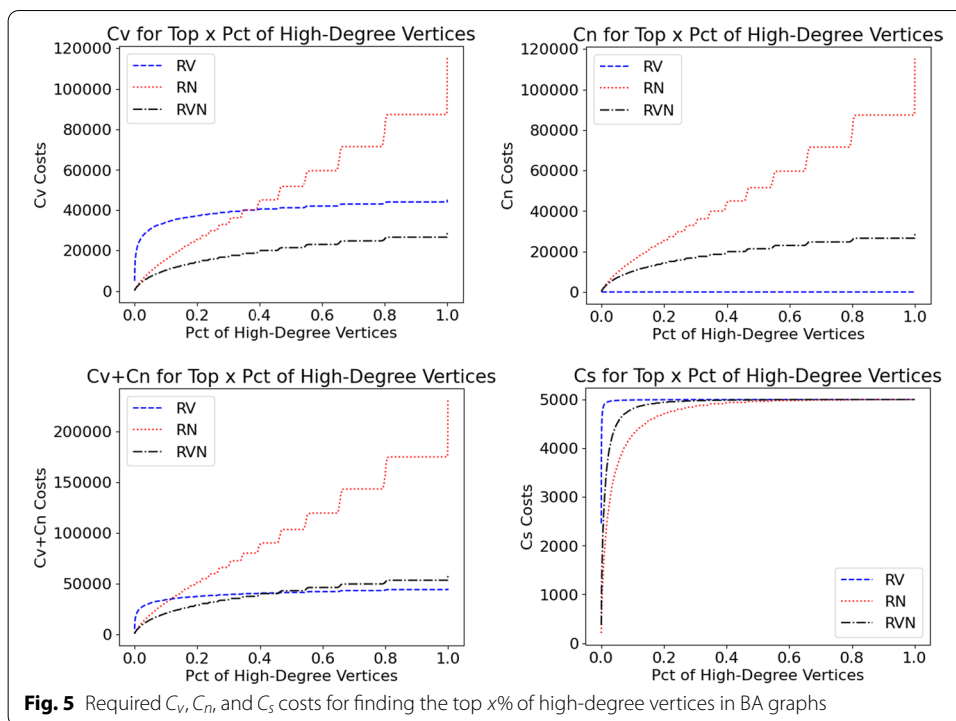 Cv for Top x Pct of High-Degree Vertices
120000
100000
80000
60000
40000
20000
0
Cv Costs
RV
RN
RVN
0.0 0.2 0.4 0.6 0.8 1.0
Pct of High-Degree Vertices
Cn for Top x Pct of High-Degree Vertices
120000
100000
80000
60000
40000
20000
0
Cn Costs
RV
RN
RVN
0.0 0.2 0.4 0.6 0.8 1.0
Pct of High-Degree Vertices
Cv+Cn for Top x Pct of High-Degree Vertices
200000
150000
100000
50000
0
Cv+Cn Costs
RV
RN
RVN
0.0 0.2 0.4 0.6 0.8 1.0
Pct of High-Degree Vertices
Cs for Top x Pct of High-Degree Vertices
5000
4000
3000
2000
1000
0
Cs Costs
RV
RN
RVN
0.0 0.2 0.4 0.6 0.8 1.0
Pct of High-Degree Vertices
Fig. 5 Required Cv, Cn, and Cs costs for finding the top x% of high-degree vertices in BA graphs